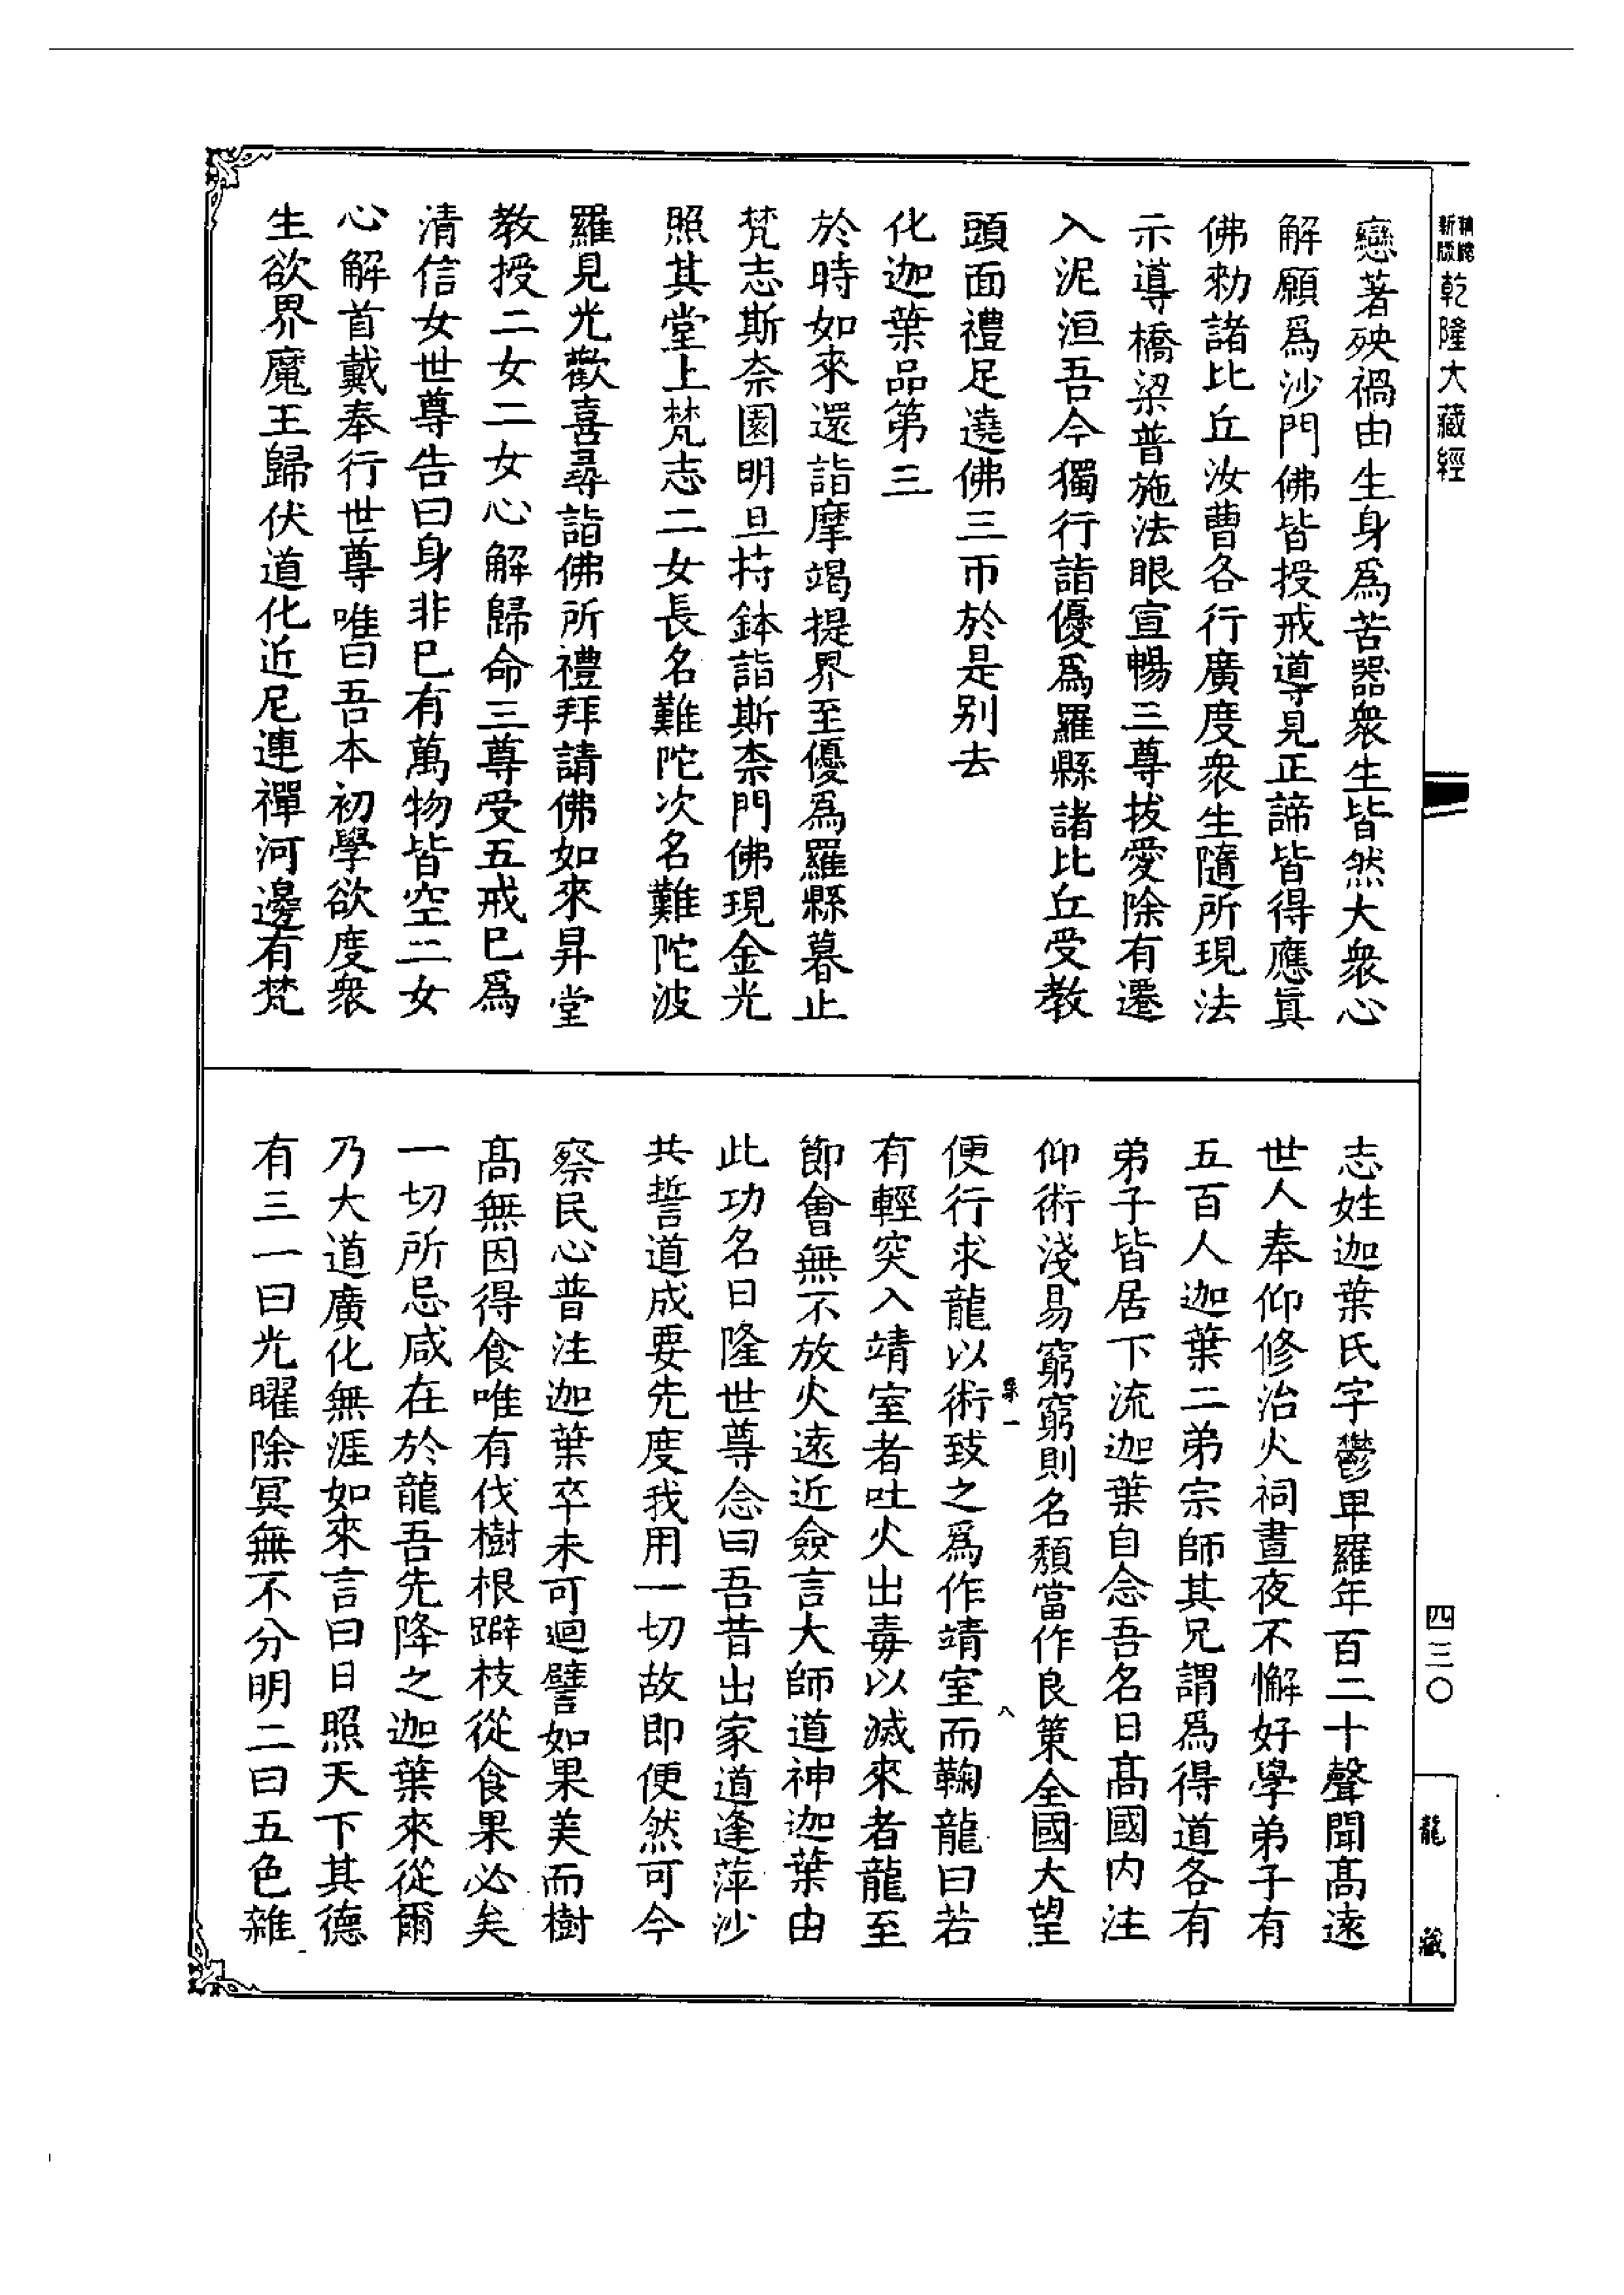 精縮新版乾隆大藏經
戀著殃禍由生身爲苦器衆生皆然大衆心
解願爲沙門佛皆授戒導見正諦皆得應眞
佛勑諸比丘汝曹各行廣度衆生隨所現法
示導橋梁普施法眼宣暢三尊拔愛除有遷
入泥洹吾今獨行詣優爲羅縣諸比丘受教
頭面禮足遶佛三帀於是别去
化迦葉品第三
於時如來還詣摩竭提界至優爲羅縣暮止
梵志斯柰園明旦持鉢詣斯柰門佛現金光
照其堂上梵志二女長名難陀次名難陀波
羅見光歡喜尋詣佛所禮拜請佛如來昇堂
教授二女二女心解歸命三尊受五戒巳爲
清信女世尊告曰身非巳有萬物皆空二女
心解首戴奉行世尊唯曰吾本初學欲度衆
生欲界魔王歸伏道化近尼連禪河邊有梵
志姓迦葉氏字鬱卑羅年百二十聲聞髙遠
世人奉仰修治火祠晝夜不懈好學弟子有
五百人迦葉二弟宗師其兄謂爲得道各有
弟子皆居下流迦葉自念吾名日髙國内注
仰術淺易窮窮則名頽當作良策全國大望
便行求龍以術致之爲作靖室而鞠龍曰若
有輕突入靖室者吐火出毒以滅來者龍至
節會無不放火遠近僉言大師道神迦葉由
此功名日隆世尊念曰吾昔出家道逢蓱沙
共誓道成要先度我用一切故即便然可今
察民心普注迦葉卒未可迴譬如果美而樹
髙無因得食唯有伐樹根躃枝從食果必矣
一切所忌咸在於龍吾先降之迦葉來從爾
乃大道廣化無涯如來言曰日照天下其德
有三一曰光曜除冥無不分明二曰五色雜
四三〇
龍藏
八